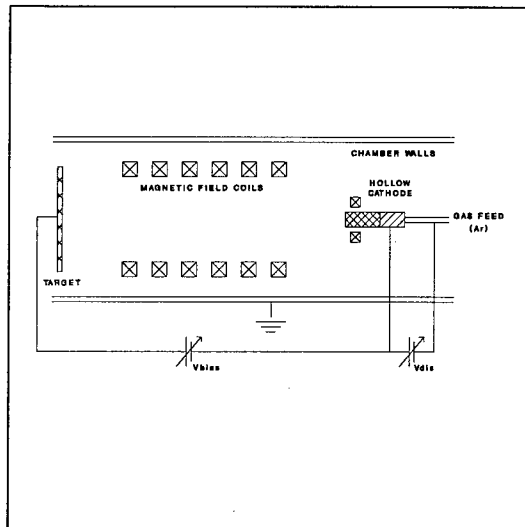 CHAMBER WALLS
MAGNETIC FIELD COILS
HOLLOW
CATHODE
GAS FEED
(Ar)
TARGET
Vbias
Vdis